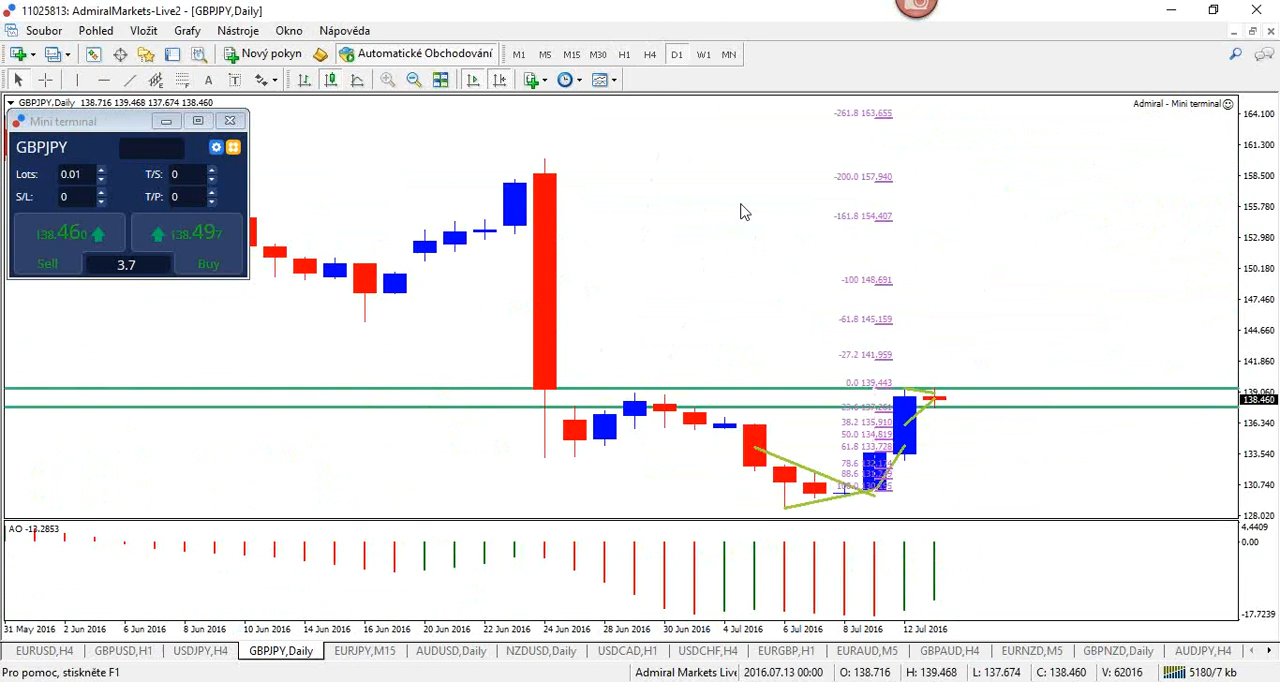 11025813: AdmiralMarkets-Live2 - [GBPJPY,Daily]
Soubor Pohled Vložit Grafy Nástroje Okno Nápověda
Nový pokyn Automatické Obchodování M1 M5 M15 M30 H1 H4 D1 W1 MN
A T
GBPJPY,Daily 138.716 139.468 137.674 138.460
Admiral - Mini terminal
Mini terminal
GBPJPY
Lots: 0.01 T/S: 0
S/L: 0 T/P: 0
138.460 138.497
Sell 3.7 Buy
-261.8 163.655
-200.0 157.940
-161.8 154.407
-100 148.691
-61.8 145.159
-27.2 141.959
0.0 139.443
38.2 135.910
50.0 134.819
61.8 133.728
164.100
161.300
158.500
155.780
152.980
150.180
147.460
144.660
141.860
139.060
138.460
136.340
133.540
130.740
128.020
AO -13.2853
4.4409
0.00
-17.7239
31 May 2016 2 Jun 2016 6 Jun 2016 8 Jun 2016 10 Jun 2016 14 Jun 2016 16 Jun 2016 20 Jun 2016 22 Jun 2016 24 Jun 2016 28 Jun 2016 30 Jun 2016 4 Jul 2016 6 Jul 2016 8 Jul 2016 12 Jul 2016
EURUSD,H4 GBPUSD,H1 USDJPY,H4 GBPJPY,Daily EURJPY,M15 AUDUSD,Daily NZDUSD,Daily USDCAD,H1 USDCHF,H4 EURGBP,H1 EURAUD,M5 GBPAUD,H4 EURNZD,M5 GBPNZD,Daily AUDJPY,H4
Pro pomoc, stiskněte F1 Admiral Markets Live 2016.07.13 00:00 O: 138.716 H: 139.468 L: 137.674 C: 138.460 V: 62016 5180/7 kb